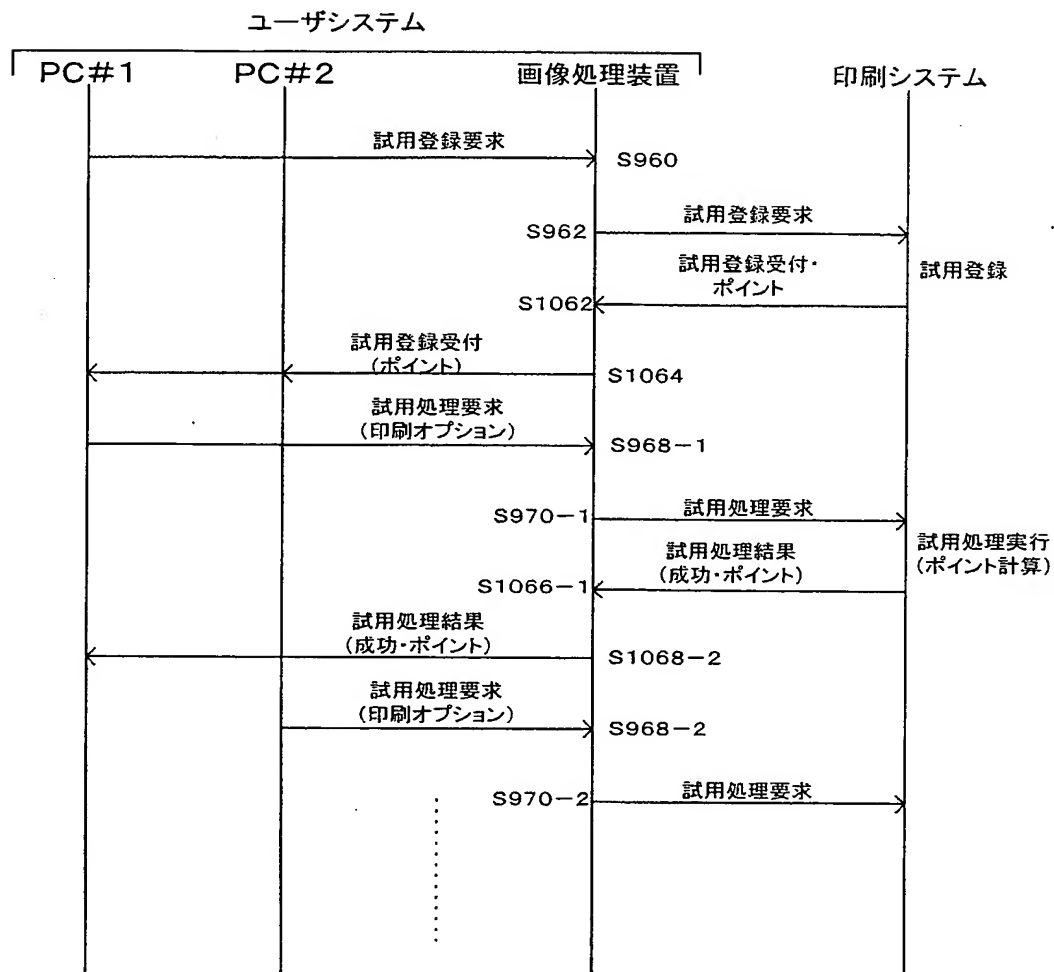 ユーザシステム
PC#1 PC#2 画像処理装置 印刷システム
試用登録要求
S960
S962
試用登録要求
試用登録受付・
ポイント
試用登録
S1062
試用登録受付
(ポイント)
S1064
試用処理要求
(印刷オプション)
S968-1
S970-1
試用処理要求
試用処理実行
(ポイント計算)
試用処理結果
(成功・ポイント)
S1066-1
試用処理結果
(成功・ポイント)
S1068-2
試用処理要求
(印刷オプション)
S968-2
S970-2
試用処理要求